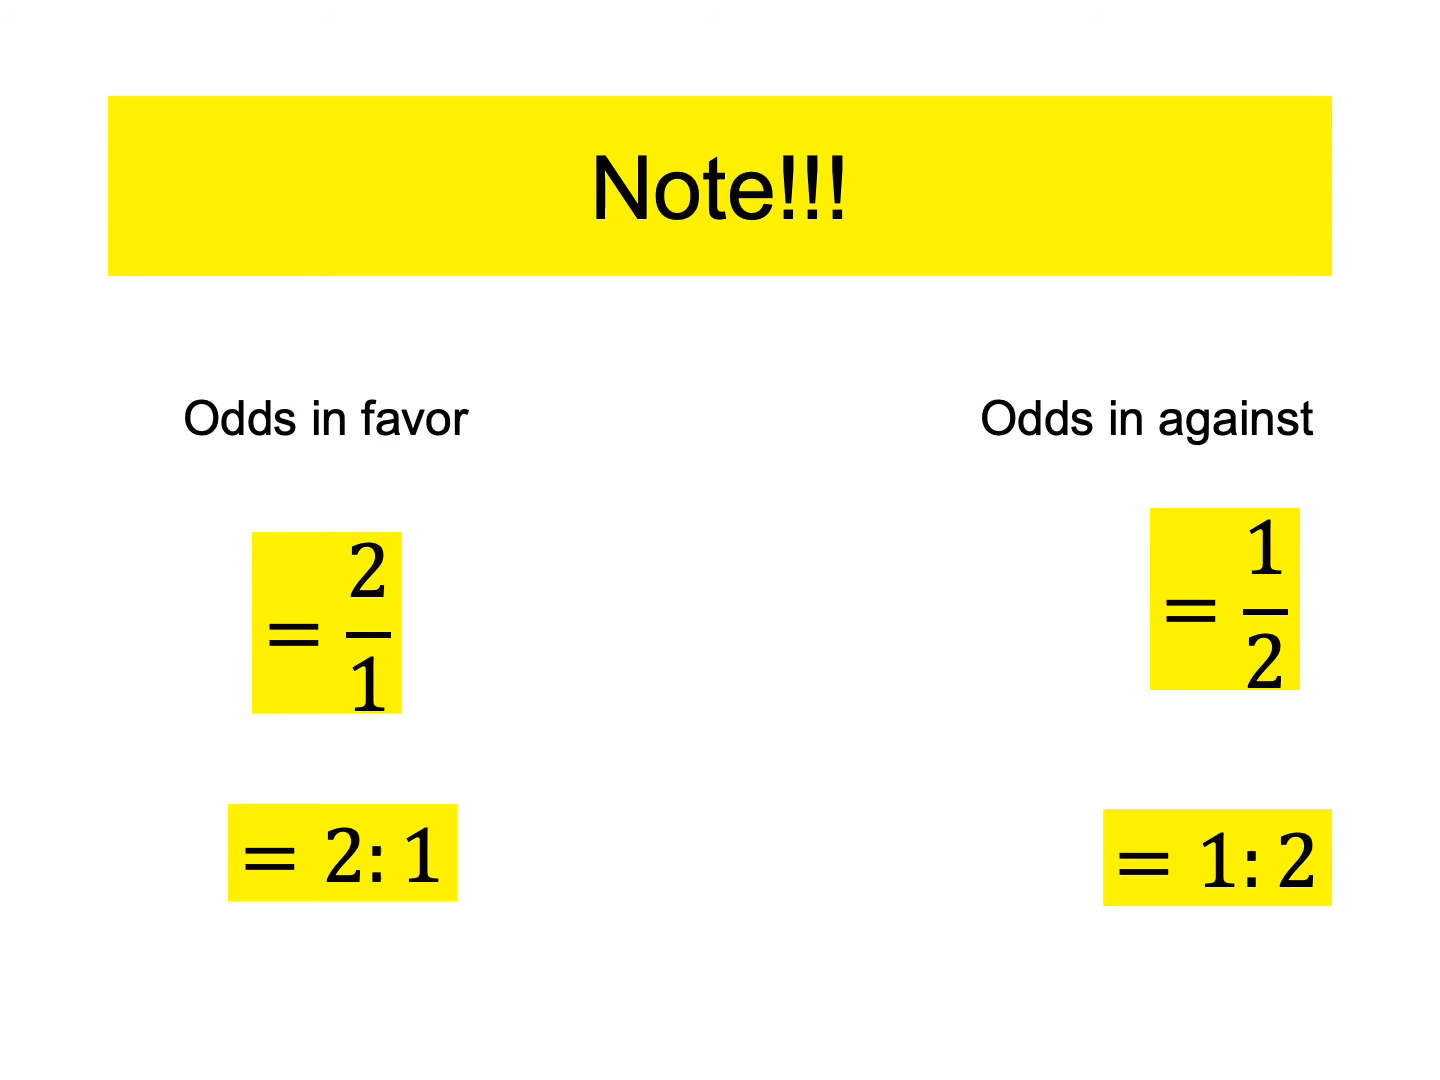 Note!!!
Odds in favor
Odds in against
= 2/1
= 1/2
= 2:1
= 1:2